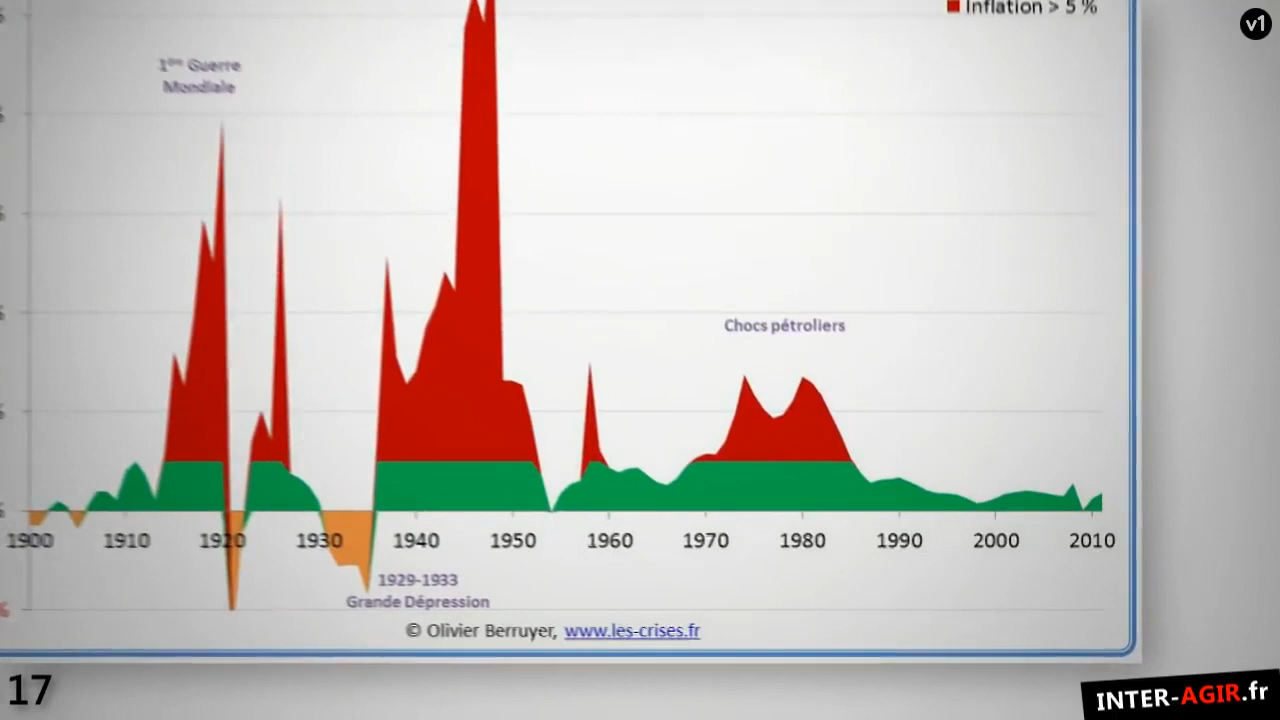 Inflation > 5 %
v1
1ère Guerre
Mondiale
Chocs pétroliers
1900 1910 1920 1930 1940 1950 1960 1970 1980 1990 2000 2010
1929-1933
Grande Dépression
%
© Olivier Berruyer, www.les-crises.fr
17
INTER-AGIR.fr